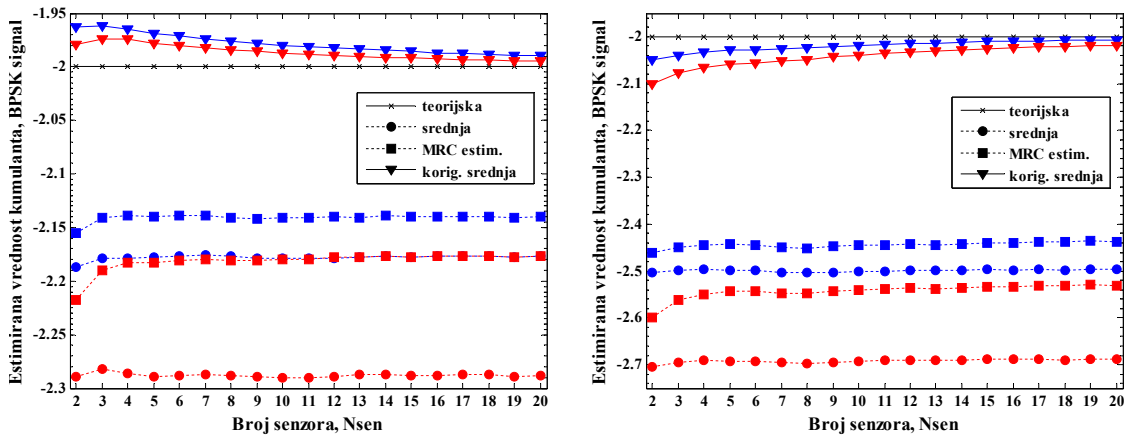 Estimirana vrednost kumulanta, BPSK signal
-1.95
-2
-2.05
-2.1
-2.15
-2.2
-2.25
-2.3
teorijska
srednja
MRC estim.
korig. srednja
2 3 4 5 6 7 8 9 10 11 12 13 14 15 16 17 18 19 20
Broj senzora, Nsen
Estimirana vrednost kumulanta, BPSK signal
-2
-2.1
-2.2
-2.3
-2.4
-2.5
-2.6
-2.7
teorijska
srednja
MRC estim.
korig. srednja
2 3 4 5 6 7 8 9 10 11 12 13 14 15 16 17 18 19 20
Broj senzora, Nsen